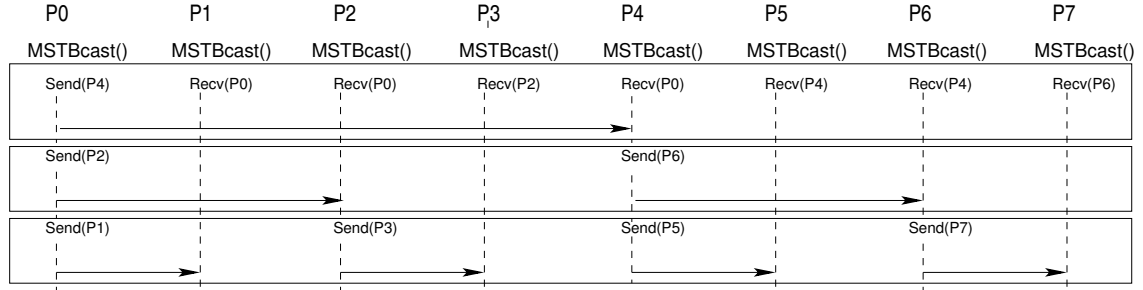 P0 P1 P2 P3 P4 P5 P6 P7
MSTBcast() MSTBcast() MSTBcast() MSTBcast() MSTBcast() MSTBcast() MSTBcast() MSTBcast()
Send(P4) Recv(P0) Recv(P0) Recv(P2) Recv(P0) Recv(P4) Recv(P4) Recv(P6)
Send(P2) Send(P6)
Send(P1) Send(P3) Send(P5) Send(P7)